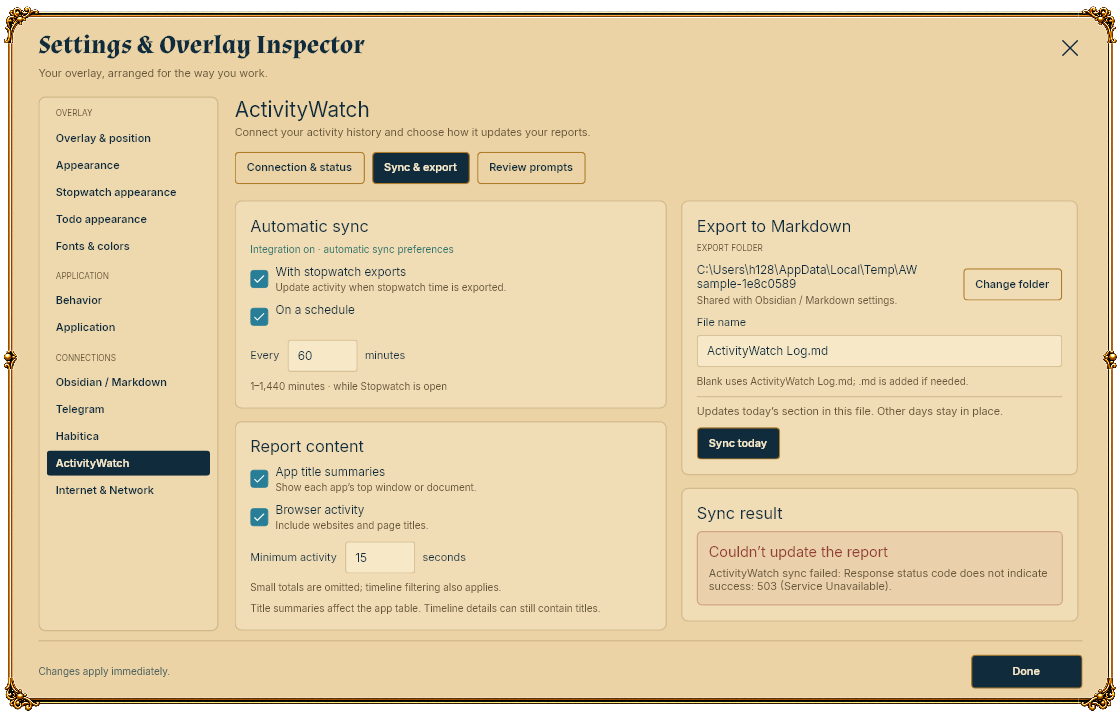 Settings & Overlay Inspector
Your overlay, arranged for the way you work.
OVERLAY
Overlay & position
Appearance
Stopwatch appearance
Todo appearance
Fonts & colors
APPLICATION
Behavior
Application
CONNECTIONS
Obsidian / Markdown
Telegram
Habitica
ActivityWatch
Internet & Network
ActivityWatch
Connect your activity history and choose how it updates your reports.
Connection & status
Sync & export
Review prompts
Automatic sync
Integration on · automatic sync preferences
With stopwatch exports
Update activity when stopwatch time is exported.
On a schedule
Every 60 minutes
1–1,440 minutes · while Stopwatch is open
Report content
App title summaries
Show each app's top window or document.
Browser activity
Include websites and page titles.
Minimum activity 15 seconds
Small totals are omitted; timeline filtering also applies.
Title summaries affect the app table. Timeline details can still contain titles.
Export to Markdown
EXPORT FOLDER
C:\Users\h128\AppData\Local\Temp\AW
sample-1e8c0589
Change folder
Shared with Obsidian / Markdown settings.
File name
ActivityWatch Log.md
Blank uses ActivityWatch Log.md; .md is added if needed.
Updates today's section in this file. Other days stay in place.
Sync today
Sync result
Couldn't update the report
ActivityWatch sync failed: Response status code does not indicate
success: 503 (Service Unavailable).
Changes apply immediately.
Done